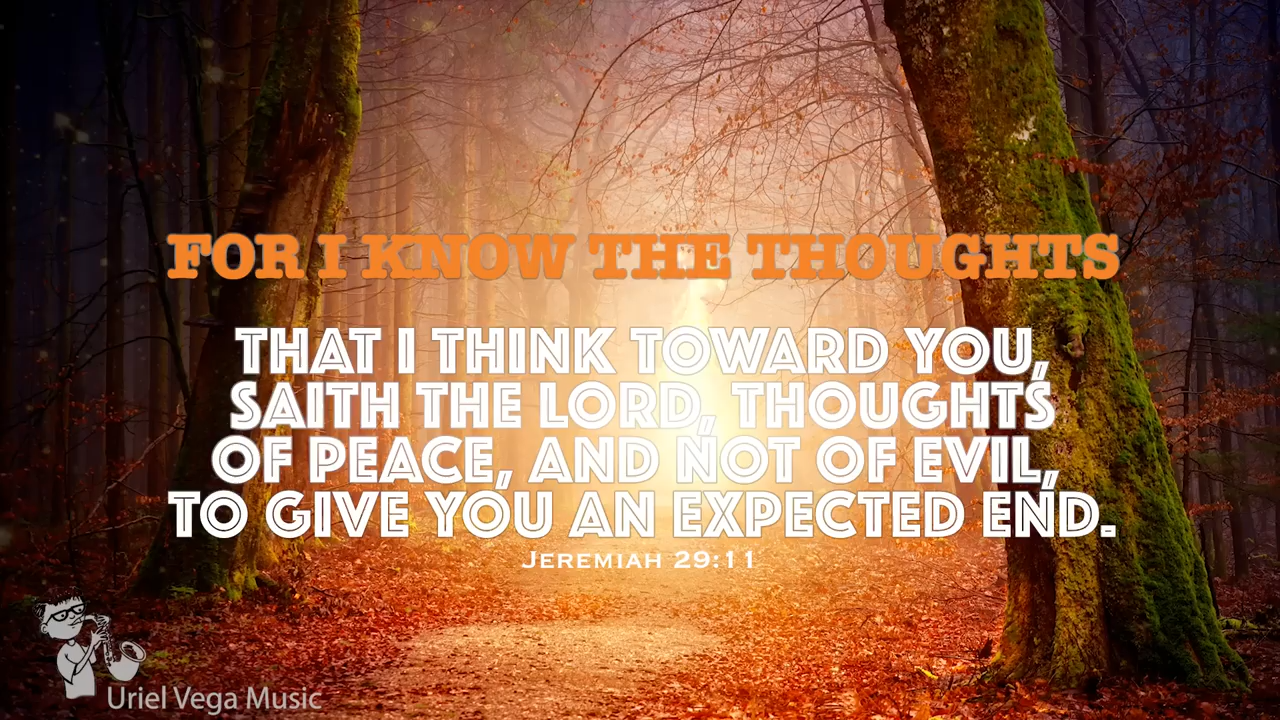 FOR I KNOW THE THOUGHTS
THAT I THINK TOWARD YOU,
SAITH THE LORD, THOUGHTS
OF PEACE, AND NOT OF EVIL,
TO GIVE YOU AN EXPECTED END.
JEREMIAH 29:11
Uriel Vega Music